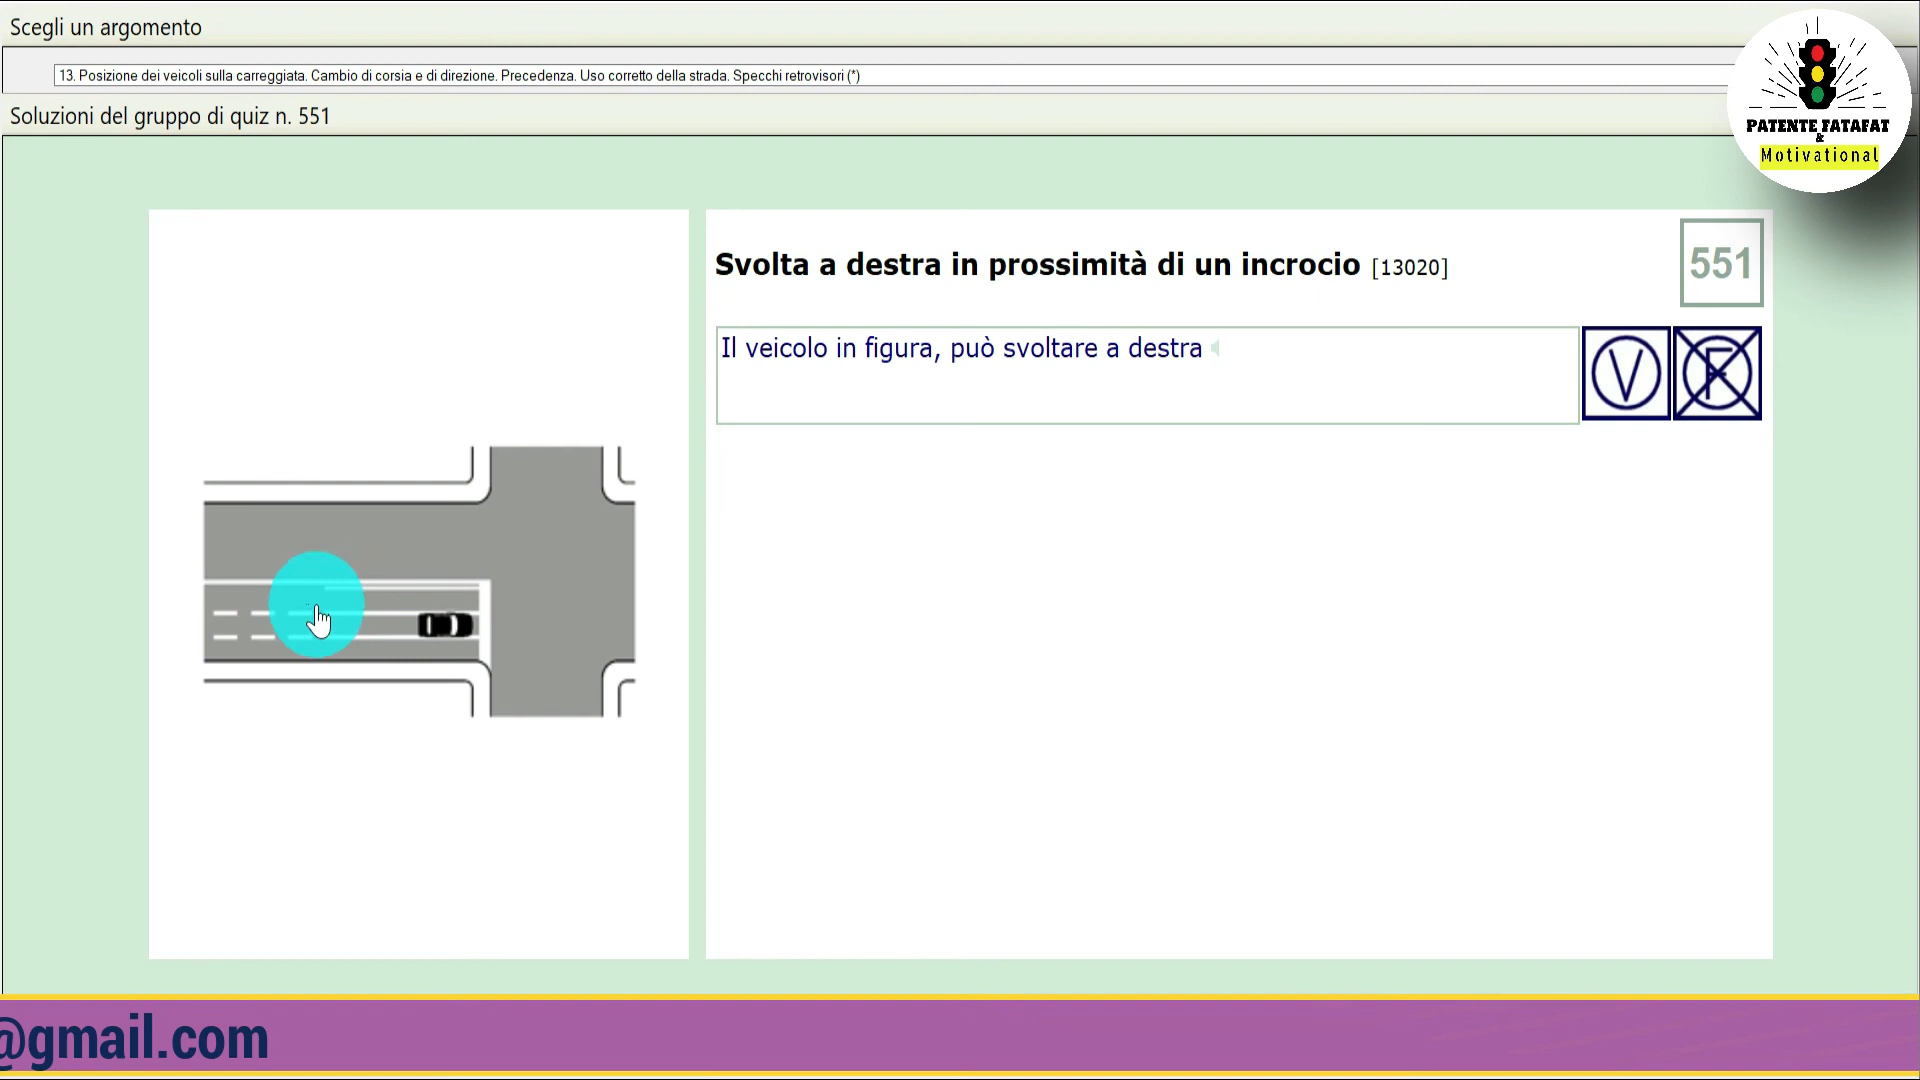 Scegli un argomento
13. Posizione dei veicoli sulla carreggiata. Cambio di corsia e di direzione. Precedenza. Uso corretto della strada. Specchi retrovisori (*)
Soluzioni del gruppo di quiz n. 551
PATENTE FATAFAT
&
Motivational
Svolta a destra in prossimità di un incrocio [13020]
551
Il veicolo in figura, può svoltare a destra
V F
@gmail.com